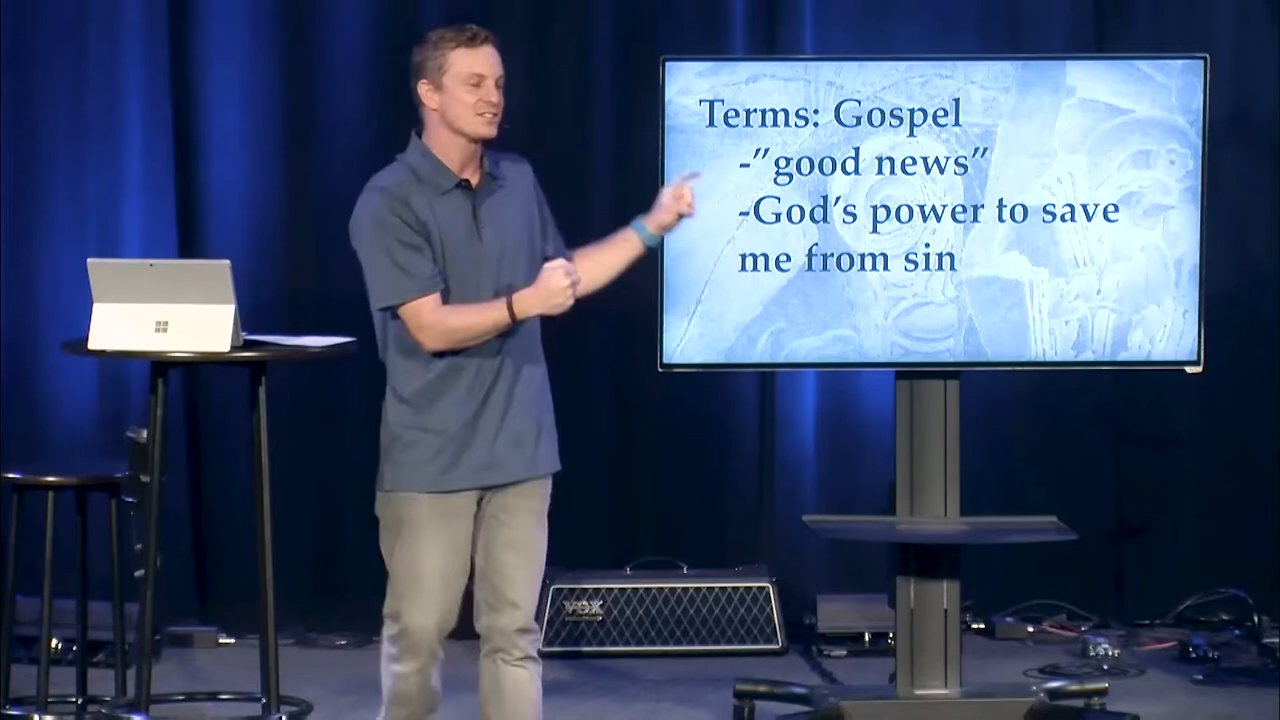 Terms: Gospel
-”good news”
-God’s power to save
me from sin
VOX